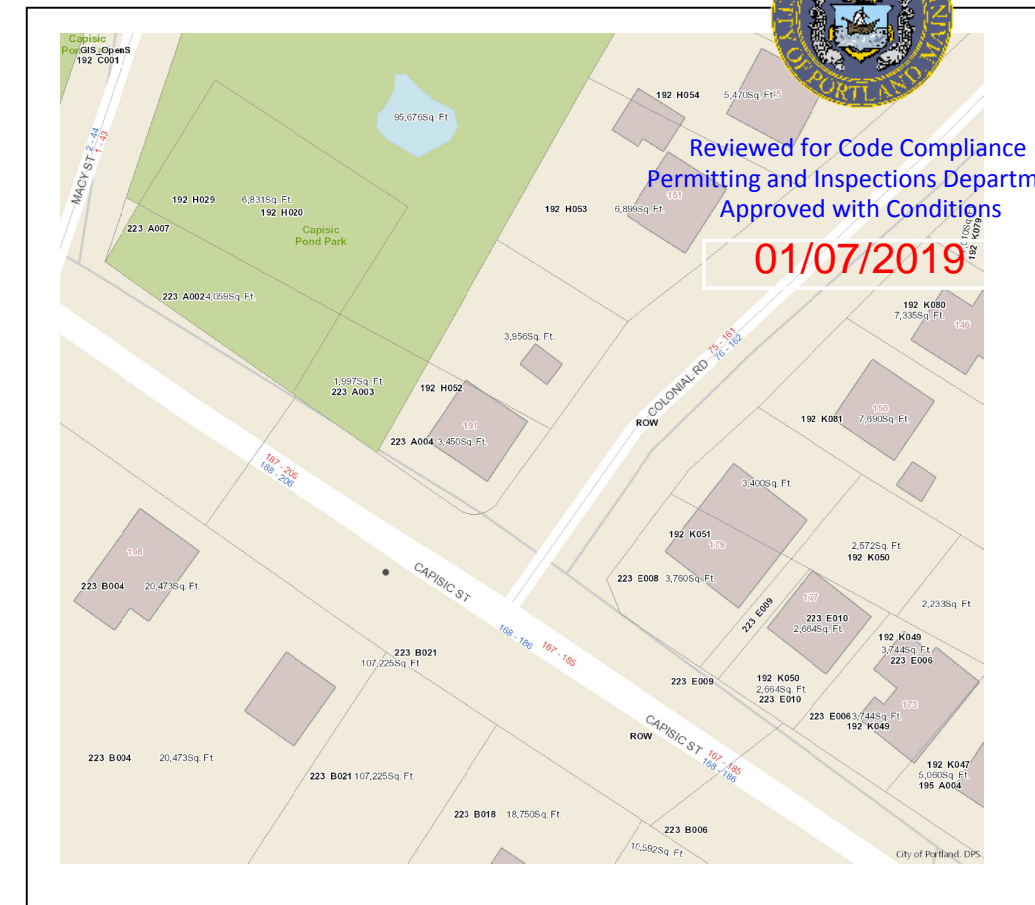 CITY OF PORTLAND, MAIN
Capisic
GIS_OpenS
192 C001
MACY ST
2 - 44
1 - 43
95,676Sq. Ft.
192 H054
5,470Sq. Ft.
Reviewed for Code Compliance
Permitting and Inspections Departm
Approved with Conditions
01/07/2019
151
192 H053
6,899Sq. Ft.
192 K079
192 H029
6,831Sq. Ft.
192 H020
223 A007
Capisic
Pond Park
223 A002
4,059Sq. Ft.
192 K080
7,335Sq. Ft.
146
3,956Sq. Ft.
75 - 161
76 - 162
COLONIAL RD
ROW
1,997Sq. Ft.
223 A003
192 H052
191
223 A004 3,450Sq. Ft.
150
192 K081
7,690Sq. Ft.
187 - 205
188 - 206
3,400Sq. Ft.
192 K051
179
2,572Sq. Ft.
192 K050
198
223 B004
20,473Sq. Ft.
CAPISIC ST
223 E008 3,760Sq. Ft.
223 E009
177
223 E010
2,664Sq. Ft.
2,233Sq. Ft.
168 - 186
167 - 185
192 K049
3,744Sq. Ft.
223 E006
223 B021
107,225Sq. Ft.
223 E009
192 K050
2,664Sq. Ft.
223 E010
173
223 E006 3,744Sq. Ft.
192 K049
CAPISIC ST
ROW
167 - 185
168 - 186
223 B004
20,473Sq. Ft.
223 B021 107,225Sq. Ft.
192 K047
5,060Sq. Ft.
195 A004
223 B018 18,750Sq. Ft.
223 B006
10,592Sq. Ft.
City of Portland, DPS